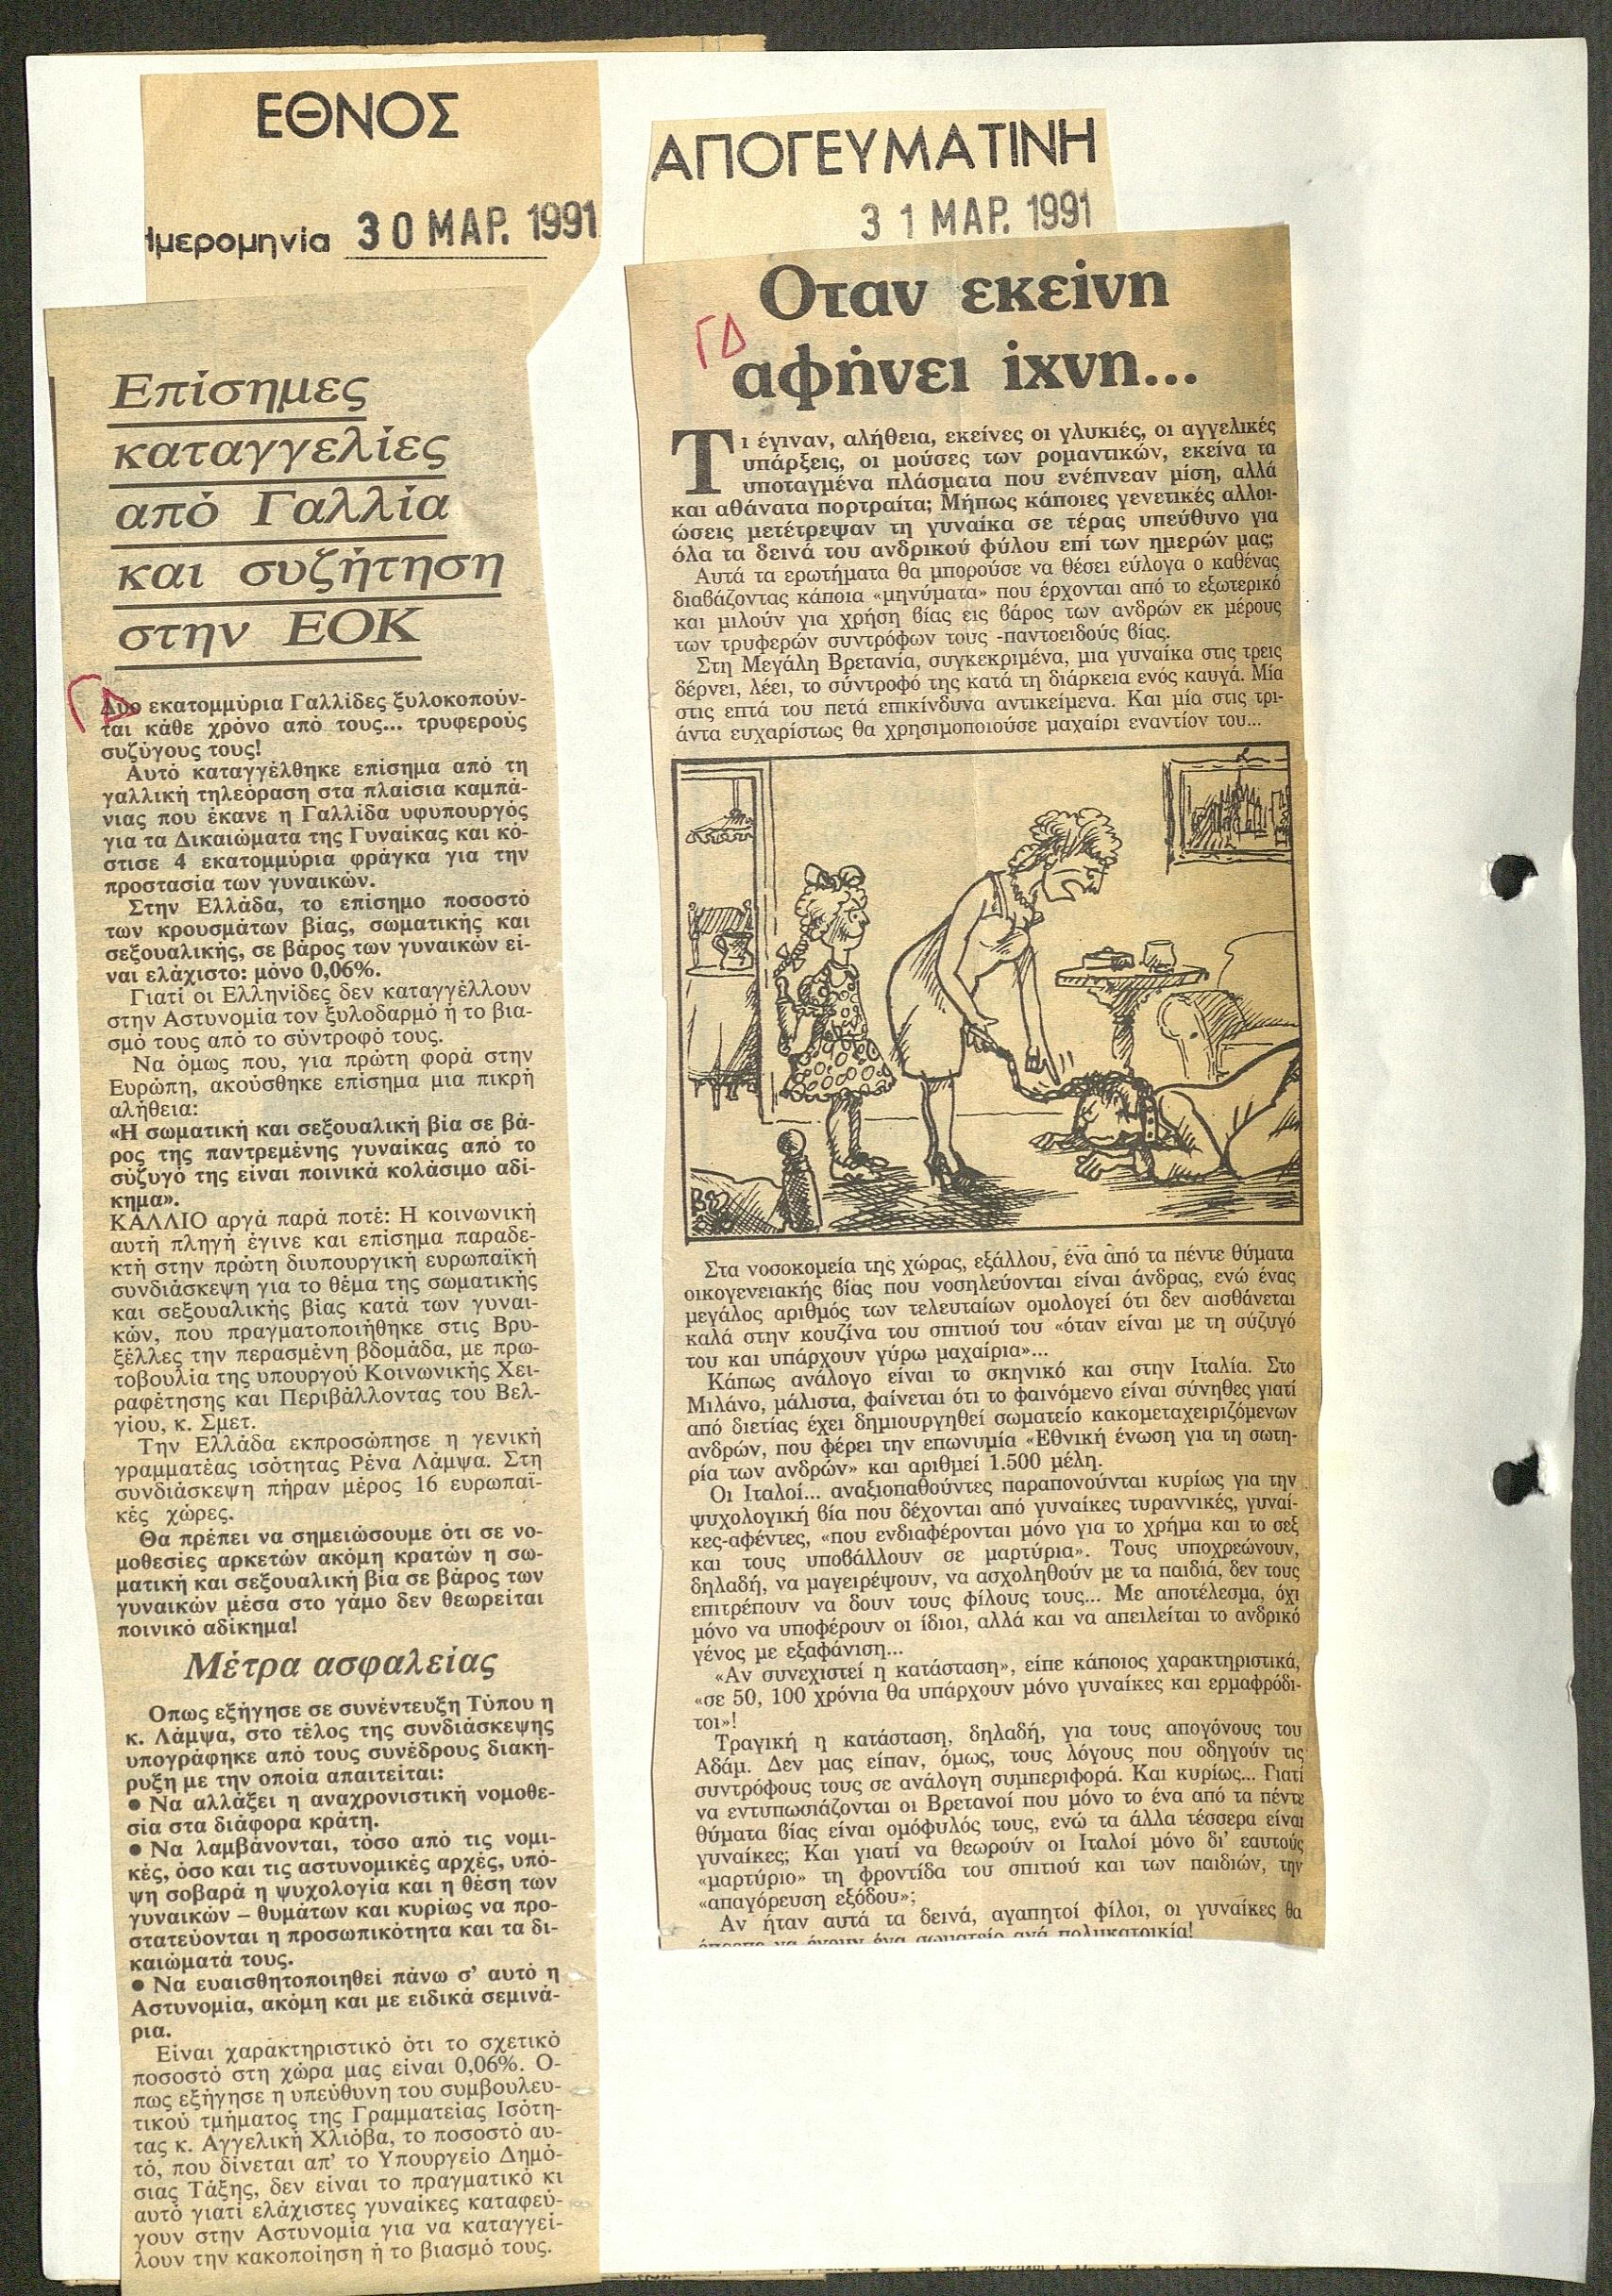 ΕΘΝΟΣ
Ημερομηνία 30 ΜΑΡ. 1991
Επίσημες
καταγγελίες
από Γαλλία
και συζήτηση
στην ΕΟΚ
ΓΔ
Δύο εκατομμύρια Γαλλίδες ξυλοκοπούν-
ται κάθε χρόνο από τους... τρυφερούς
συζύγους τους!
Αυτό καταγγέλθηκε επίσημα από τη
γαλλική τηλεόραση στα πλαίσια καμπά-
νιας που έκανε η Γαλλίδα υφυπουργός
για τα Δικαιώματα της Γυναίκας και κό-
στισε 4 εκατομμύρια φράγκα για την
προστασία των γυναικών.
Στην Ελλάδα, το επίσημο ποσοστό
των κρουσμάτων βίας, σωματικής και
σεξουαλικής, σε βάρος των γυναικών εί-
ναι ελάχιστο: μόνο 0,06%.
Γιατί οι Ελληνίδες δεν καταγγέλλουν
στην Αστυνομία τον ξυλοδαρμό ή το βια-
σμό τους από το σύντροφό τους.
Να όμως που, για πρώτη φορά στην
Ευρώπη, ακούσθηκε επίσημα μια πικρή
αλήθεια:
«Η σωματική και σεξουαλική βία σε βά-
ρος της παντρεμένης γυναίκας από το
σύζυγό της είναι ποινικά κολάσιμο αδί-
κημα».
ΚΑΛΛΙΟ αργά παρά ποτέ: Η κοινωνική
αυτή πληγή έγινε και επίσημα παραδε-
κτή στην πρώτη διυπουργική ευρωπαϊκή
συνδιάσκεψη για το θέμα της σωματικής
και σεξουαλικής βίας κατά των γυναι-
κών, που πραγματοποιήθηκε στις Βρυ-
ξέλλες την περασμένη βδομάδα, με πρω-
τοβουλία της υπουργού Κοινωνικής Χει-
ραφέτησης και Περιβάλλοντας του Βελ-
γίου, κ. Σμετ.
Την Ελλάδα εκπροσώπησε η γενική
γραμματέας ισότητας Ρένα Λάμψα. Στη
συνδιάσκεψη πήραν μέρος 16 ευρωπαϊ-
κές χώρες.
Θα πρέπει να σημειώσουμε ότι σε νο-
μοθεσίες αρκετών ακόμη κρατών η σω-
ματική και σεξουαλική βία σε βάρος των
γυναικών μέσα στο γάμο δεν θεωρείται
ποινικό αδίκημα!
Μέτρα ασφαλείας
Οπως εξήγησε σε συνέντευξη Τύπου η
κ. Λάμψα, στο τέλος της συνδιάσκεψης
υπογράφηκε από τους συνέδρους διακή-
ρυξη με την οποία απαιτείται:
● Να αλλάξει η αναχρονιστική νομοθε-
σία στα διάφορα κράτη.
● Να λαμβάνονται, τόσο από τις νομι-
κές, όσο και τις αστυνομικές αρχές, υπό-
ψη σοβαρά η ψυχολογία και η θέση των
γυναικών – θυμάτων και κυρίως να προ-
στατεύονται η προσωπικότητα και τα δι-
καιώματά τους.
● Να ευαισθητοποιηθεί πάνω σ' αυτό η
Αστυνομία, ακόμη και με ειδικά σεμινά-
ρια.
Είναι χαρακτηριστικό ότι το σχετικό
ποσοστό στη χώρα μας είναι 0,06%. Ο-
πως εξήγησε η υπεύθυνη του συμβουλευ-
τικού τμήματος της Γραμματείας Ισότη-
τας κ. Αγγελική Χλιόβα, το ποσοστό αυ-
τό, που δίνεται απ' το Υπουργείο Δημό-
σιας Τάξης, δεν είναι το πραγματικό κι
αυτό γιατί ελάχιστες γυναίκες καταφεύ-
γουν στην Αστυνομία για να καταγγεί-
λουν την κακοποίηση ή το βιασμό τους.
ΑΠΟΓΕΥΜΑΤΙΝΗ
31 ΜΑΡ. 1991
Οταν εκείνη
ΓΔ
αφήνει ίχνη...
Τι έγιναν, αλήθεια, εκείνες οι γλυκιές, οι αγγελικές
υπάρξεις, οι μούσες των ρομαντικών, εκείνα τα
υποταγμένα πλάσματα που ενέπνεαν μίση, αλλά
και αθάνατα πορτραίτα; Μήπως κάποιες γενετικές αλλοι-
ώσεις μετέτρεψαν τη γυναίκα σε τέρας υπεύθυνο για
όλα τα δεινά του ανδρικού φύλου επί των ημερών μας;
Αυτά τα ερωτήματα θα μπορούσε να θέσει εύλογα ο καθένας
διαβάζοντας κάποια «μηνύματα» που έρχονται από το εξωτερικό
και μιλούν για χρήση βίας εις βάρος των ανδρών εκ μέρους
των τρυφερών συντρόφων τους -παντοειδούς βίας.
Στη Μεγάλη Βρετανία, συγκεκριμένα, μια γυναίκα στις τρεις
δέρνει, λέει, το σύντροφό της κατά τη διάρκεια ενός καυγά. Μία
στις επτά του πετά επικίνδυνα αντικείμενα. Και μία στις τρι-
άντα ευχαρίστως θα χρησιμοποιούσε μαχαίρι εναντίον του...
Στα νοσοκομεία της χώρας, εξάλλου, ένα από τα πέντε θύματα
οικογενειακής βίας που νοσηλεύονται είναι άνδρας, ενώ ένας
μεγάλος αριθμός των τελευταίων ομολογεί ότι δεν αισθάνεται
καλά στην κουζίνα του σπιτιού του «όταν είναι με τη σύζυγό
του και υπάρχουν γύρω μαχαίρια»...
Κάπως ανάλογο είναι το σκηνικό και στην Ιταλία. Στο
Μιλάνο, μάλιστα, φαίνεται ότι το φαινόμενο είναι σύνηθες γιατί
από διετίας έχει δημιουργηθεί σωματείο κακομεταχειριζόμενων
ανδρών, που φέρει την επωνυμία «Εθνική ένωση για τη σωτη-
ρία των ανδρών» και αριθμεί 1.500 μέλη.
Οι Ιταλοί... αναξιοπαθούντες παραπονούνται κυρίως για την
ψυχολογική βία που δέχονται από γυναίκες τυραννικές, γυναί-
κες-αφέντες, «που ενδιαφέρονται μόνο για το χρήμα και το σεξ
και τους υποβάλλουν σε μαρτύρια». Τους υποχρεώνουν,
δηλαδή, να μαγειρέψουν, να ασχοληθούν με τα παιδιά, δεν τους
επιτρέπουν να δουν τους φίλους τους... Με αποτέλεσμα, όχι
μόνο να υποφέρουν οι ίδιοι, αλλά και να απειλείται το ανδρικό
γένος με εξαφάνιση...
«Αν συνεχιστεί η κατάσταση», είπε κάποιος χαρακτηριστικά,
«σε 50, 100 χρόνια θα υπάρχουν μόνο γυναίκες και ερμαφρόδι-
τοι»!
Τραγική η κατάσταση, δηλαδή, για τους απογόνους του
Αδάμ. Δεν μας είπαν, όμως, τους λόγους που οδηγούν τις
συντρόφους τους σε ανάλογη συμπεριφορά. Και κυρίως... Γιατί
να εντυπωσιάζονται οι Βρετανοί που μόνο το ένα από τα πέντε
θύματα βίας είναι ομόφυλός τους, ενώ τα άλλα τέσσερα είναι
γυναίκες; Και γιατί να θεωρούν οι Ιταλοί μόνο δι' εαυτούς
«μαρτύριο» τη φροντίδα του σπιτιού και των παιδιών, την
«απαγόρευση εξόδου»;
Αν ήταν αυτά τα δεινά, αγαπητοί φίλοι, οι γυναίκες θα
έπρεπε να έχουν ένα σωματείο ανά πολυκατοικία!